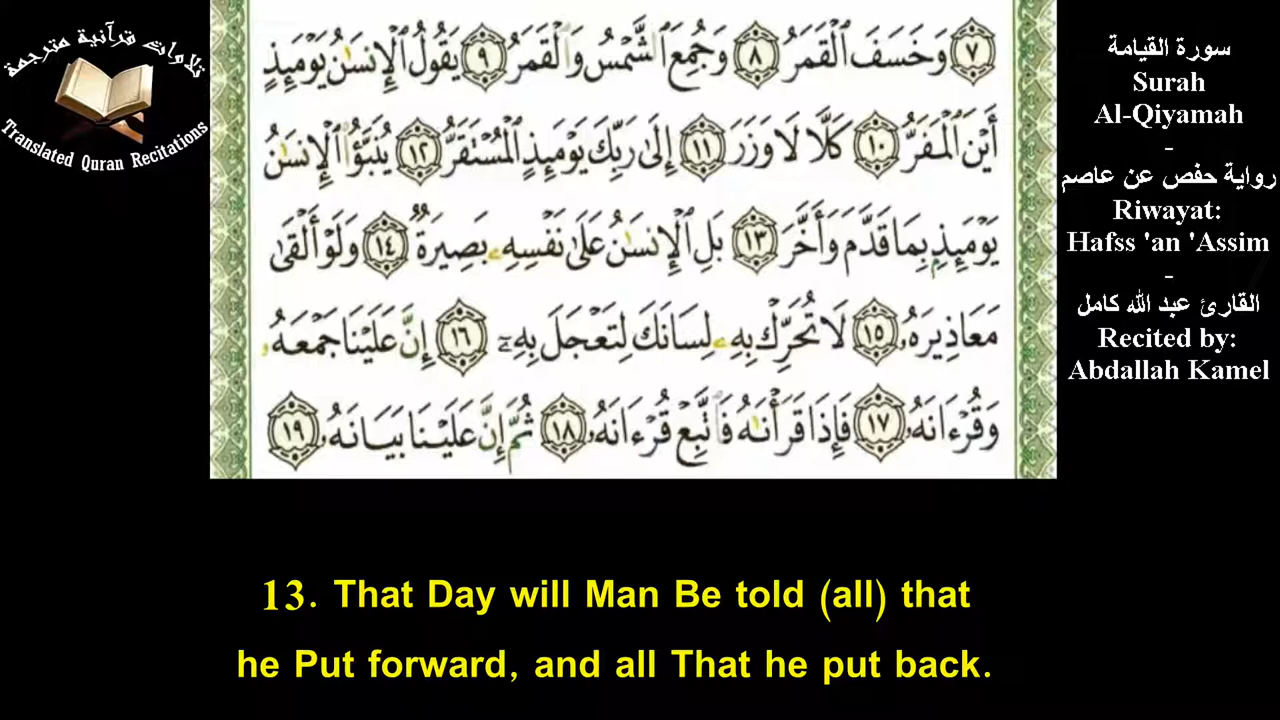 تلاوات قرآنية مترجمة
Translated Quran Recitations
٧ وَخَسَفَ ٱلْقَمَرُ ٨ وَجُمِعَ ٱلشَّمْسُ وَٱلْقَمَرُ ٩ يَقُولُ ٱلْإِنسَٰنُ يَوْمَئِذٍ
أَيْنَ ٱلْمَفَرُّ ١٠ كَلَّا لَا وَزَرَ ١١ إِلَىٰ رَبِّكَ يَوْمَئِذٍ ٱلْمُسْتَقَرُّ ١٢ يُنَبَّؤُا۟ ٱلْإِنسَٰنُ
يَوْمَئِذٍۭ بِمَا قَدَّمَ وَأَخَّرَ ١٣ بَلِ ٱلْإِنسَٰنُ عَلَىٰ نَفْسِهِۦ بَصِيرَةٌ ١٤ وَلَوْ أَلْقَىٰ
مَعَاذِيرَهُۥ ١٥ لَا تُحَرِّكْ بِهِۦ لِسَانَكَ لِتَعْجَلَ بِهِۦٓ ١٦ إِنَّ عَلَيْنَا جَمْعَهُۥ
وَقُرْءَانَهُۥ ١٧ فَإِذَا قَرَأْنَٰهُ فَٱتَّبِعْ قُرْءَانَهُۥ ١٨ ثُمَّ إِنَّ عَلَيْنَا بَيَانَهُۥ ١٩
سورة القيامة
Surah
Al-Qiyamah
-
رواية حفص عن عاصم
Riwayat:
Hafss 'an 'Assim
-
القارئ عبد الله كامل
Recited by:
Abdallah Kamel
13. That Day will Man Be told (all) that
he Put forward, and all That he put back.